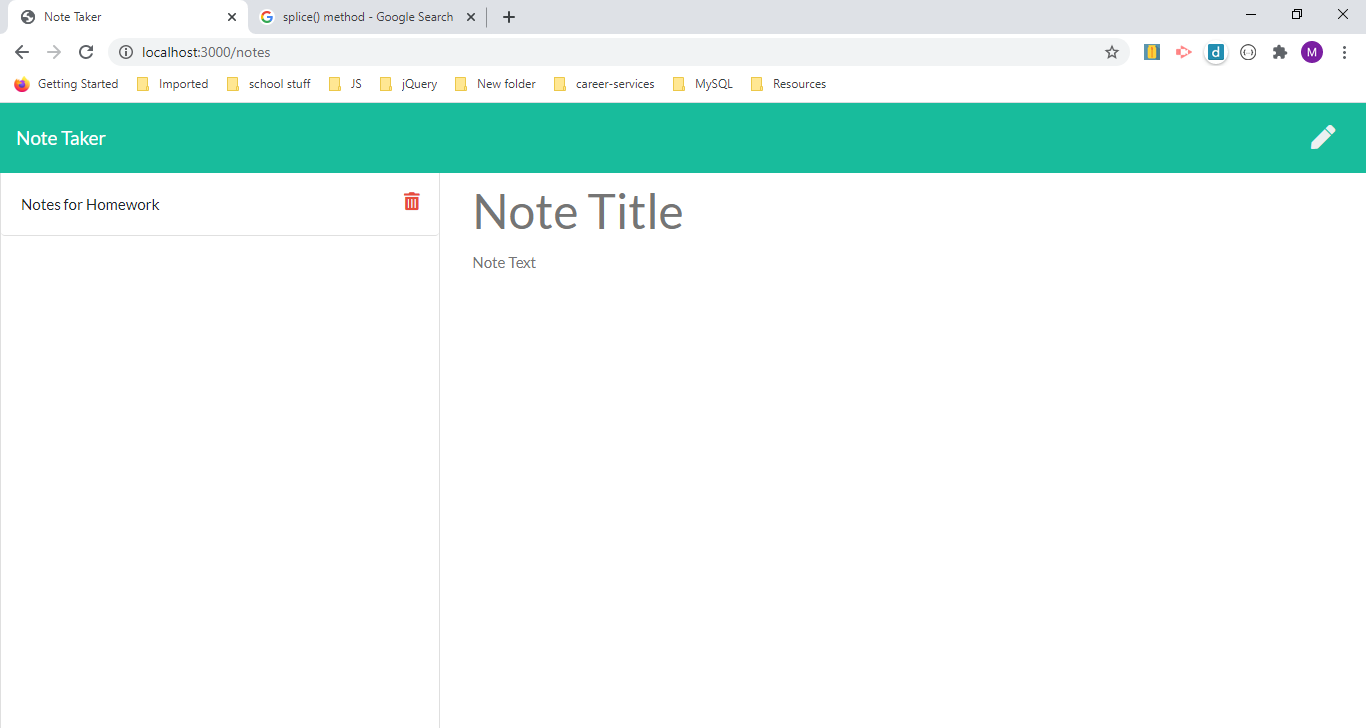 Note Taker
splice() method - Google Search
localhost:3000/notes
d
M
Getting Started
Imported
school stuff
JS
jQuery
New folder
career-services
MySQL
Resources
Note Taker
Notes for Homework
Note Title
Note Text